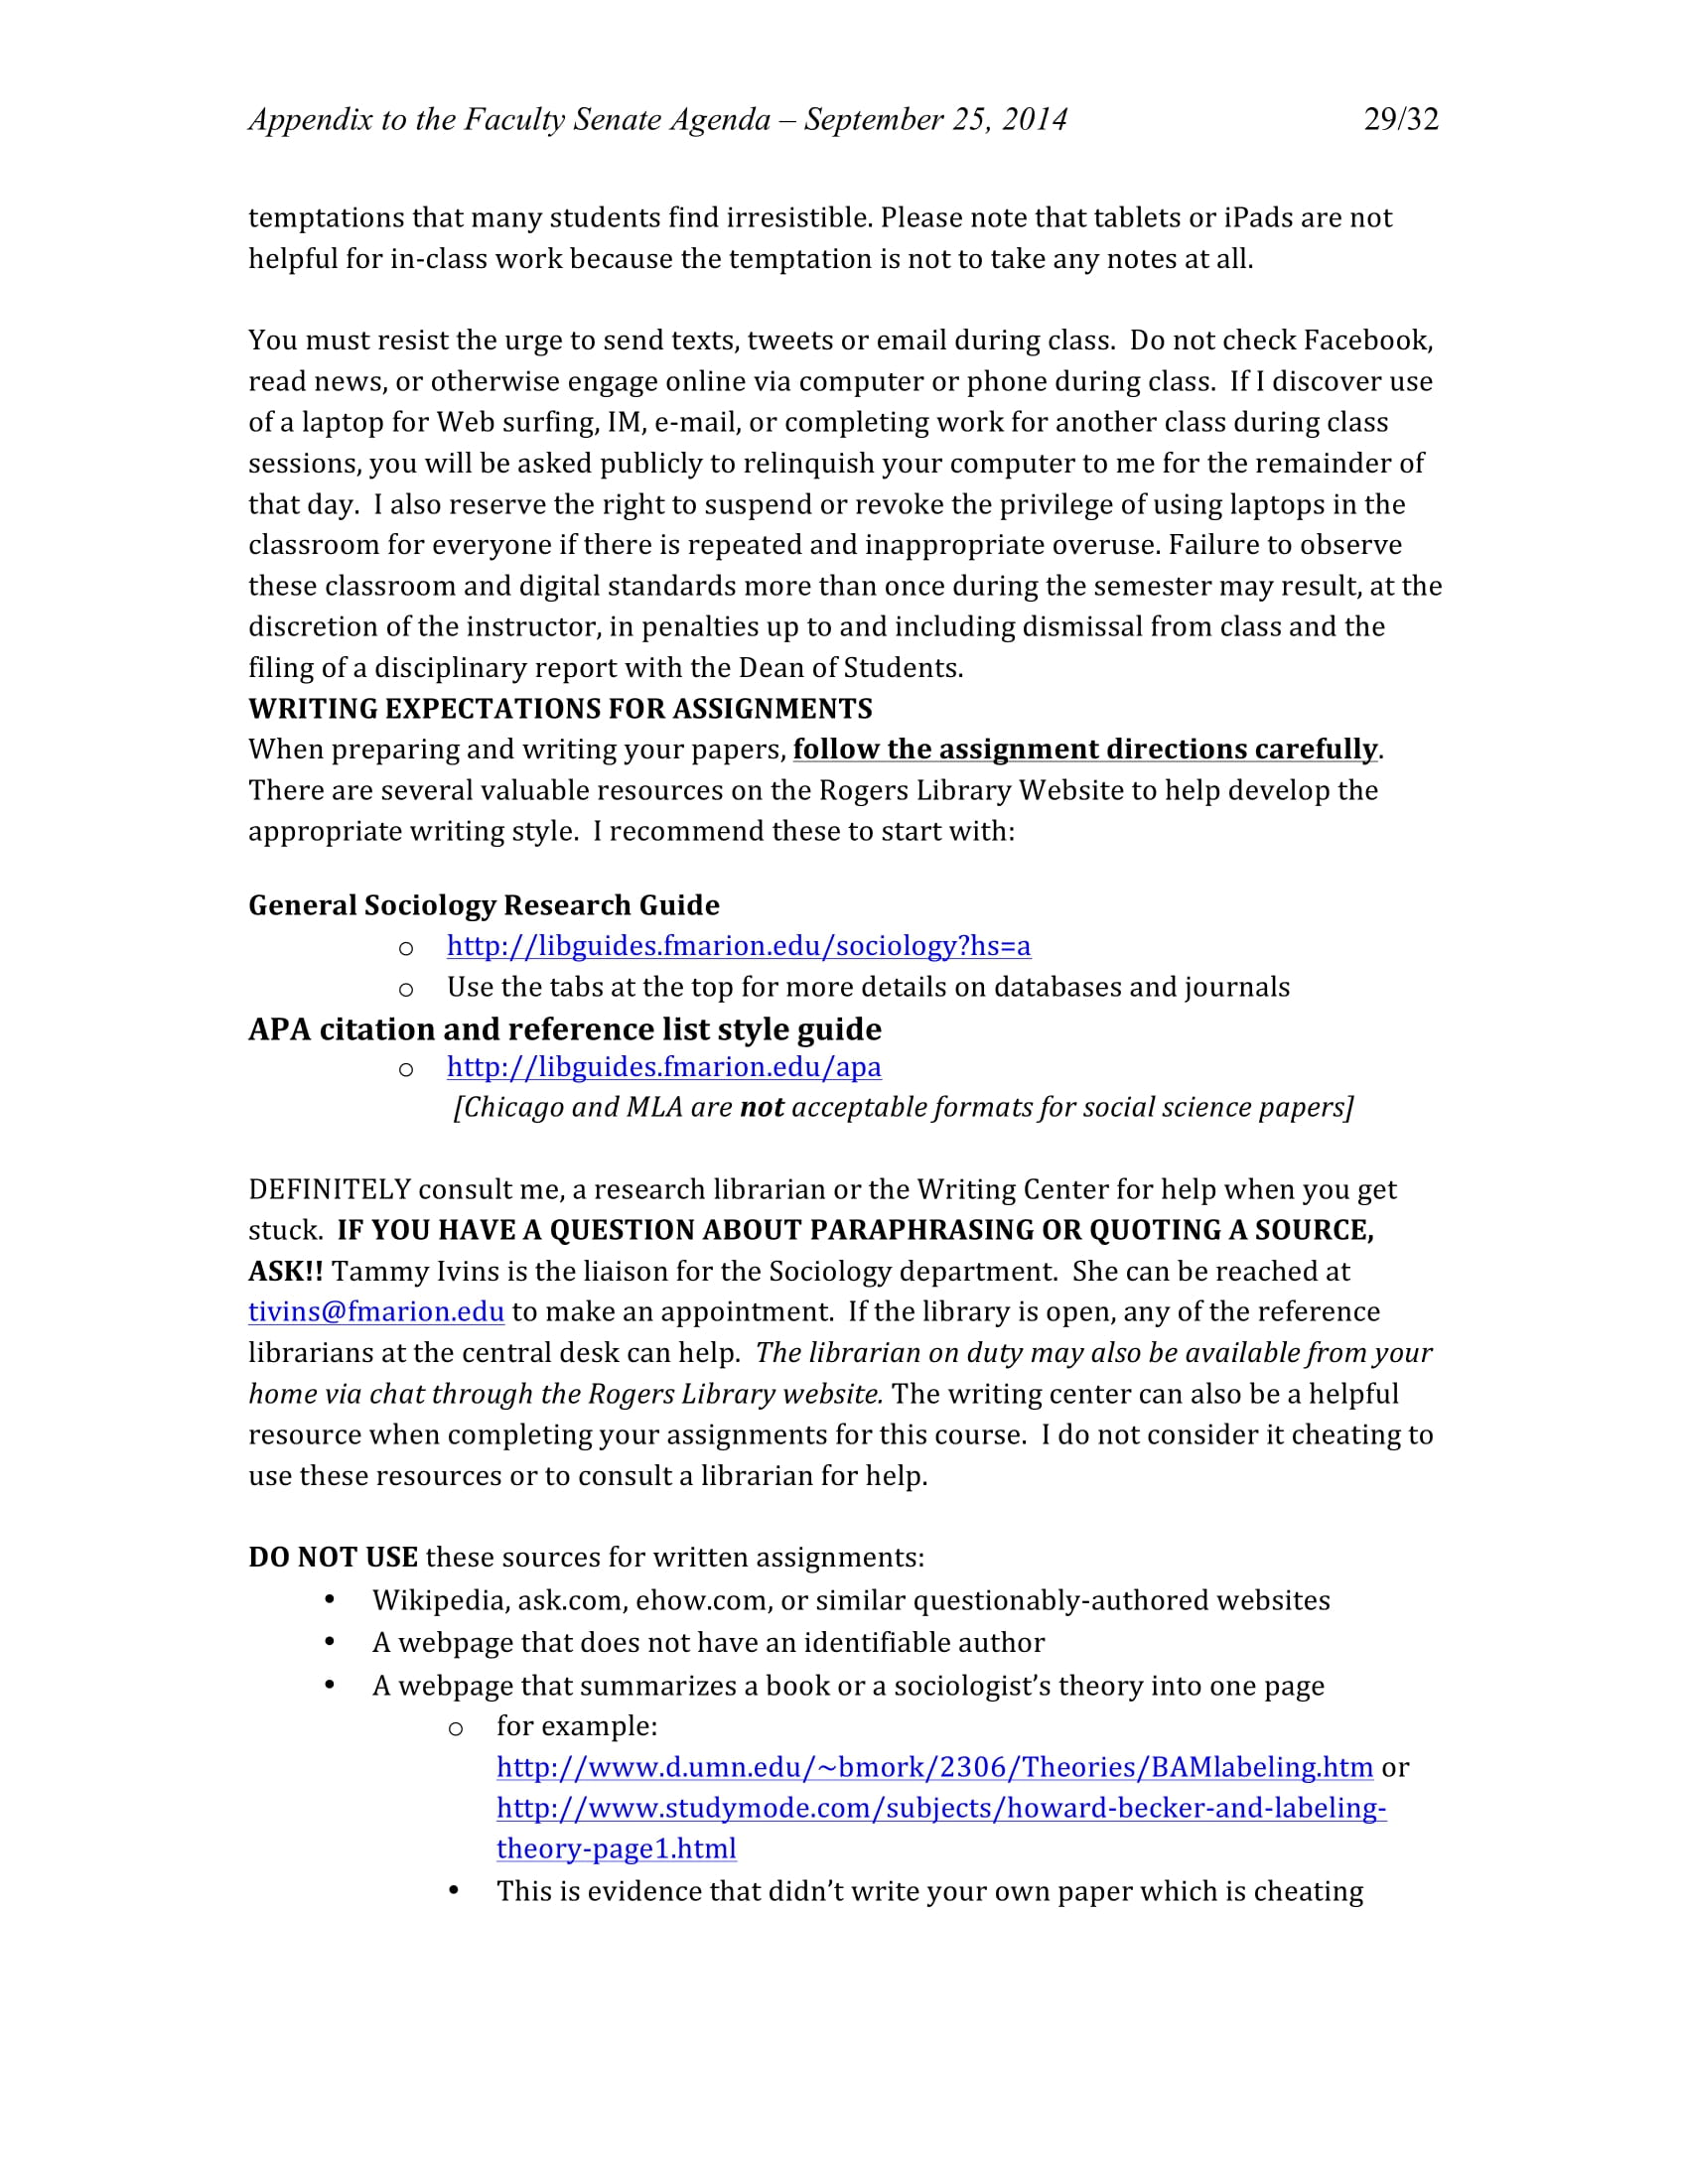 Appendix to the Faculty Senate Agenda – September 25, 2014 29/32
temptations that many students find irresistible. Please note that tablets or iPads are not
helpful for in-class work because the temptation is not to take any notes at all.
You must resist the urge to send texts, tweets or email during class.  Do not check Facebook,
read news, or otherwise engage online via computer or phone during class.  If I discover use
of a laptop for Web surfing, IM, e-mail, or completing work for another class during class
sessions, you will be asked publicly to relinquish your computer to me for the remainder of
that day.  I also reserve the right to suspend or revoke the privilege of using laptops in the
classroom for everyone if there is repeated and inappropriate overuse. Failure to observe
these classroom and digital standards more than once during the semester may result, at the
discretion of the instructor, in penalties up to and including dismissal from class and the
filing of a disciplinary report with the Dean of Students.
WRITING EXPECTATIONS FOR ASSIGNMENTS
When preparing and writing your papers, follow the assignment directions carefully.
There are several valuable resources on the Rogers Library Website to help develop the
appropriate writing style.  I recommend these to start with:
General Sociology Research Guide
o http://libguides.fmarion.edu/sociology?hs=a
o Use the tabs at the top for more details on databases and journals
APA citation and reference list style guide
o http://libguides.fmarion.edu/apa
[Chicago and MLA are not acceptable formats for social science papers]
DEFINITELY consult me, a research librarian or the Writing Center for help when you get
stuck.  IF YOU HAVE A QUESTION ABOUT PARAPHRASING OR QUOTING A SOURCE,
ASK!! Tammy Ivins is the liaison for the Sociology department.  She can be reached at
tivins@fmarion.edu to make an appointment.  If the library is open, any of the reference
librarians at the central desk can help.  The librarian on duty may also be available from your
home via chat through the Rogers Library website. The writing center can also be a helpful
resource when completing your assignments for this course.  I do not consider it cheating to
use these resources or to consult a librarian for help.
DO NOT USE these sources for written assignments:
• Wikipedia, ask.com, ehow.com, or similar questionably-authored websites
• A webpage that does not have an identifiable author
• A webpage that summarizes a book or a sociologist’s theory into one page
o for example:
http://www.d.umn.edu/~bmork/2306/Theories/BAMlabeling.htm or
http://www.studymode.com/subjects/howard-becker-and-labeling-
theory-page1.html
• This is evidence that didn’t write your own paper which is cheating